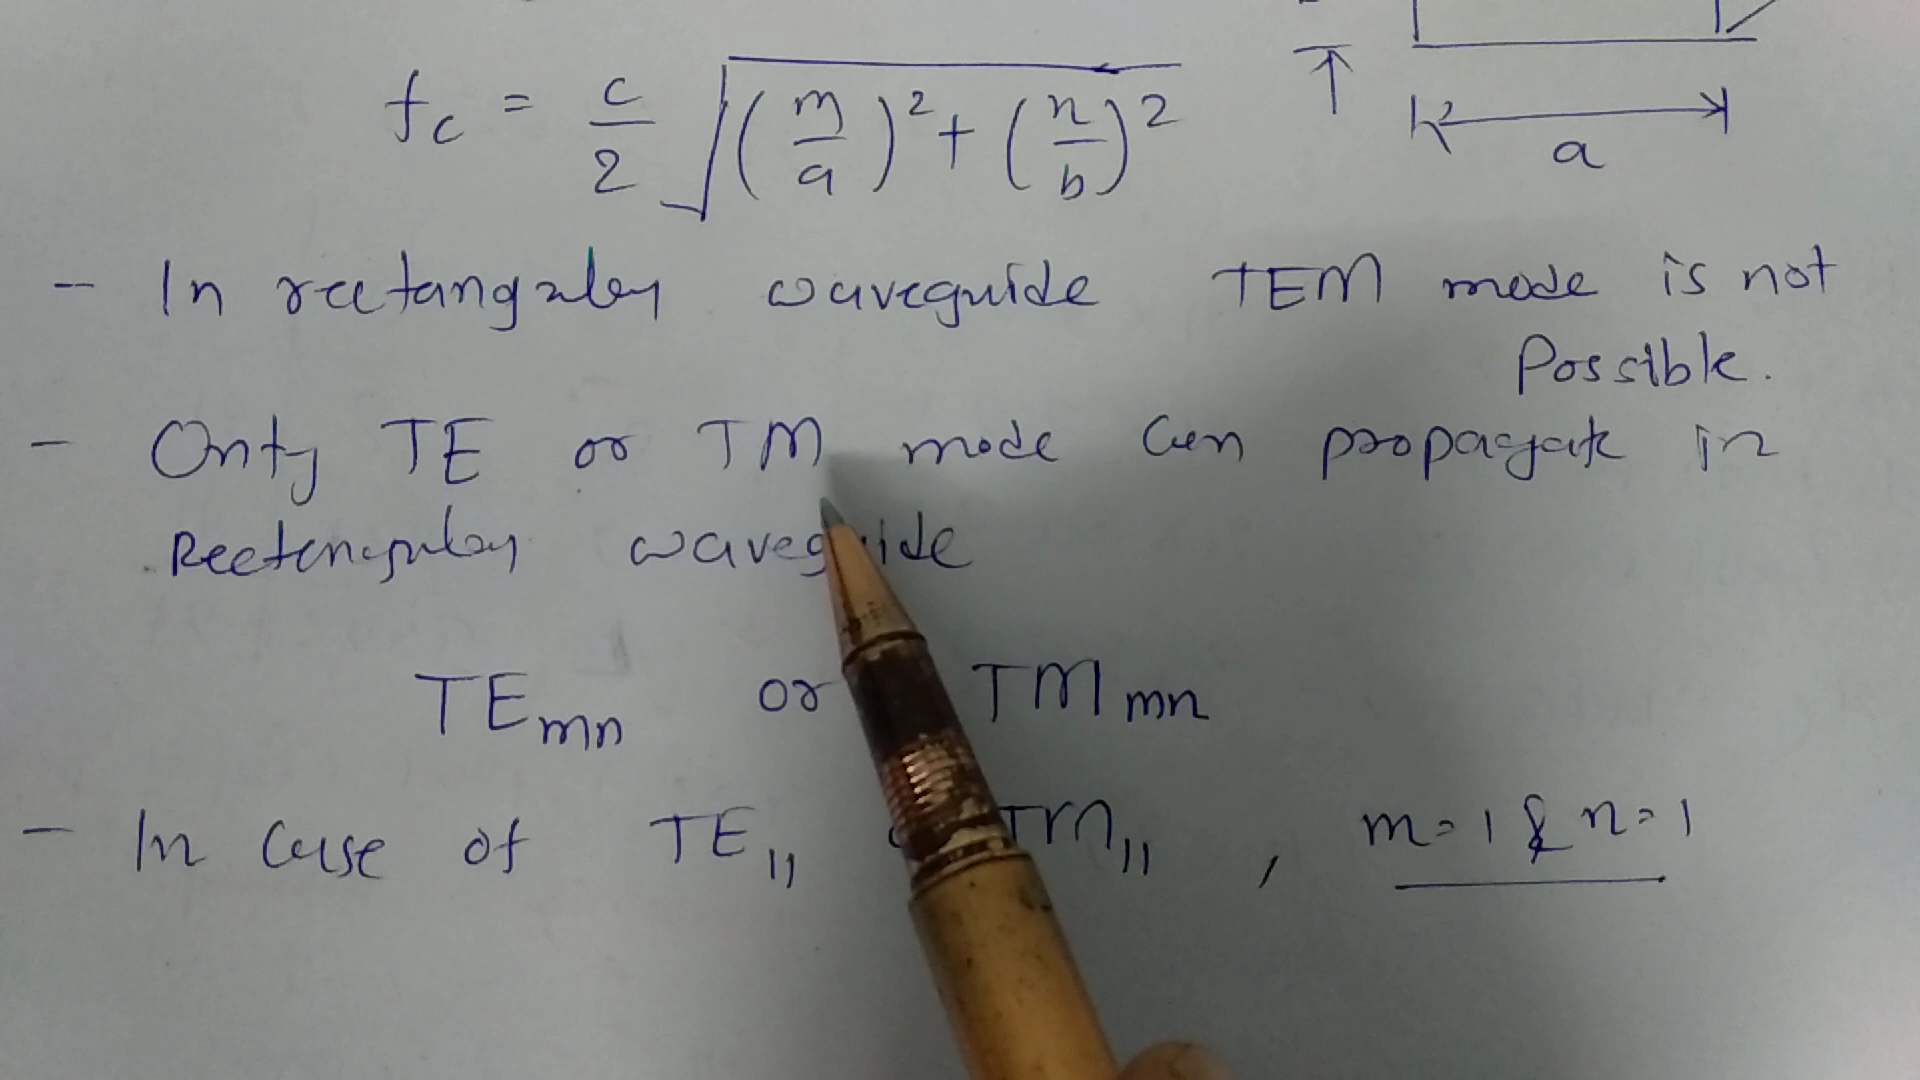 fc = c/2 √((m/a)² + (n/b)²)
a
- In rectangular waveguide TEM mode is not
Possible.
- Only TE or TM mode can propagate in
Rectangular waveguide
TEmn or TMmn
- In case of TE11 TM11 , m=1 & n=1